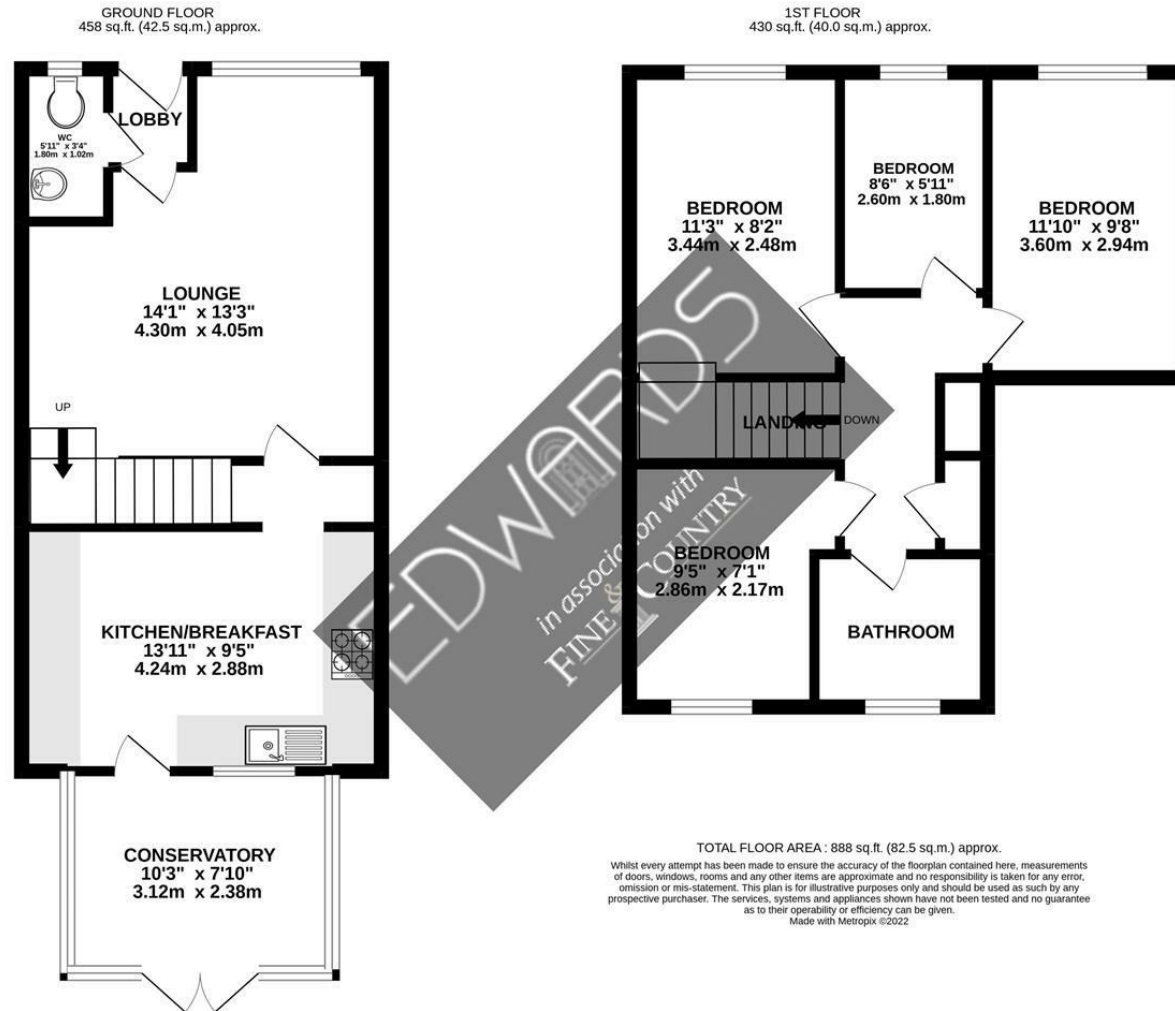 GROUND FLOOR
458 sq.ft. (42.5 sq.m.) approx.
LOBBY
WC
5'11" x 3'4"
1.80m x 1.02m
LOUNGE
14'1" x 13'3"
4.30m x 4.05m
UP
KITCHEN/BREAKFAST
13'11" x 9'5"
4.24m x 2.88m
CONSERVATORY
10'3" x 7'10"
3.12m x 2.38m
1ST FLOOR
430 sq.ft. (40.0 sq.m.) approx.
BEDROOM
11'3" x 8'2"
3.44m x 2.48m
BEDROOM
8'6" x 5'11"
2.60m x 1.80m
BEDROOM
11'10" x 9'8"
3.60m x 2.94m
LANDING
DOWN
BEDROOM
9'5" x 7'1"
2.86m x 2.17m
BATHROOM
EDWARDS
in association with
FINE & COUNTRY
TOTAL FLOOR AREA : 888 sq.ft. (82.5 sq.m.) approx.
Whilst every attempt has been made to ensure the accuracy of the floorplan contained here, measurements
of doors, windows, rooms and any other items are approximate and no responsibility is taken for any error,
omission or mis-statement. This plan is for illustrative purposes only and should be used as such by any
prospective purchaser. The services, systems and appliances shown have not been tested and no guarantee
as to their operability or efficiency can be given.
Made with Metropix ©2022